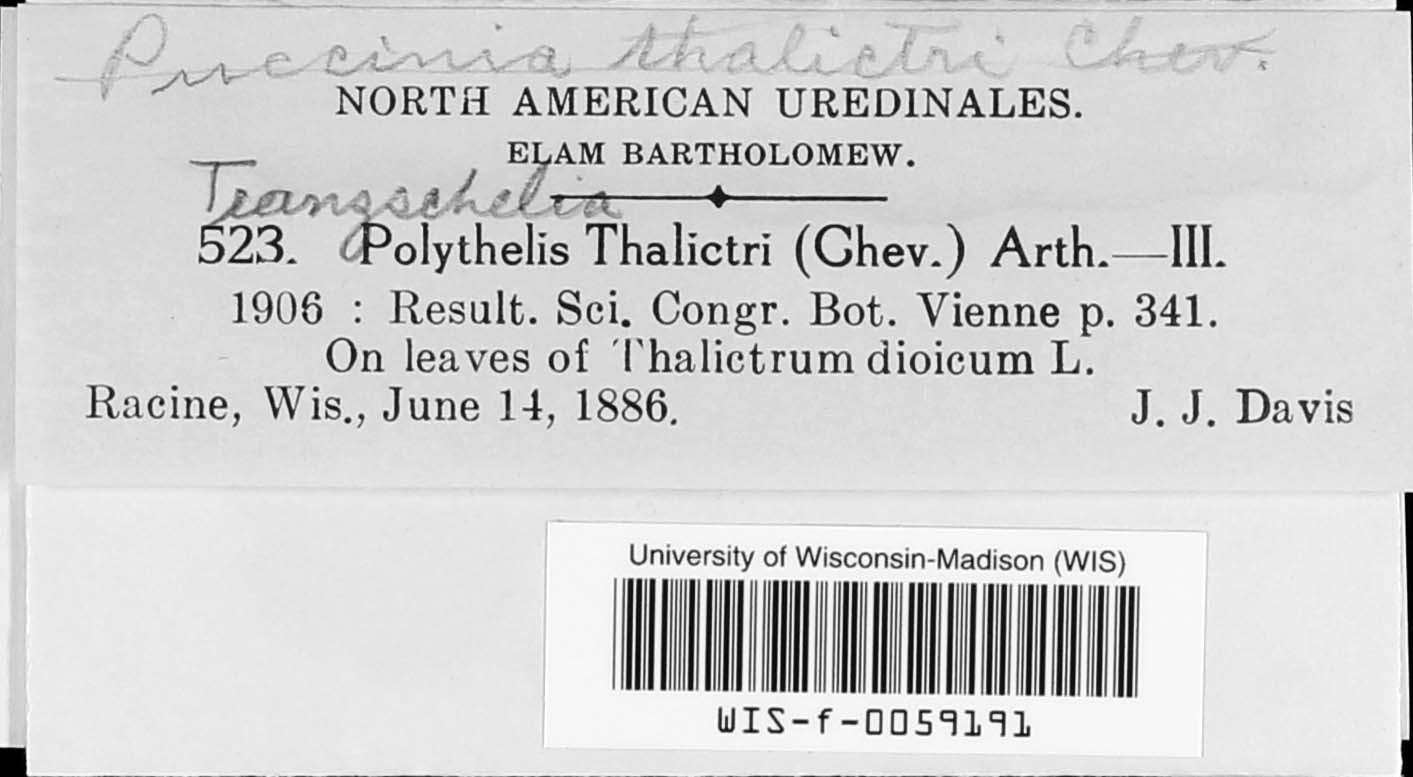 Puccinia thalictri Chev.
NORTH AMERICAN UREDINALES.
ELAM BARTHOLOMEW.
Tranzschelia
523. Polythelis Thalictri (Chev.) Arth.—III.
1906 : Result. Sci. Congr. Bot. Vienne p. 341.
On leaves of Thalictrum dioicum L.
Racine, Wis., June 14, 1886. J. J. Davis
University of Wisconsin-Madison (WIS)
WIS-f-0059191